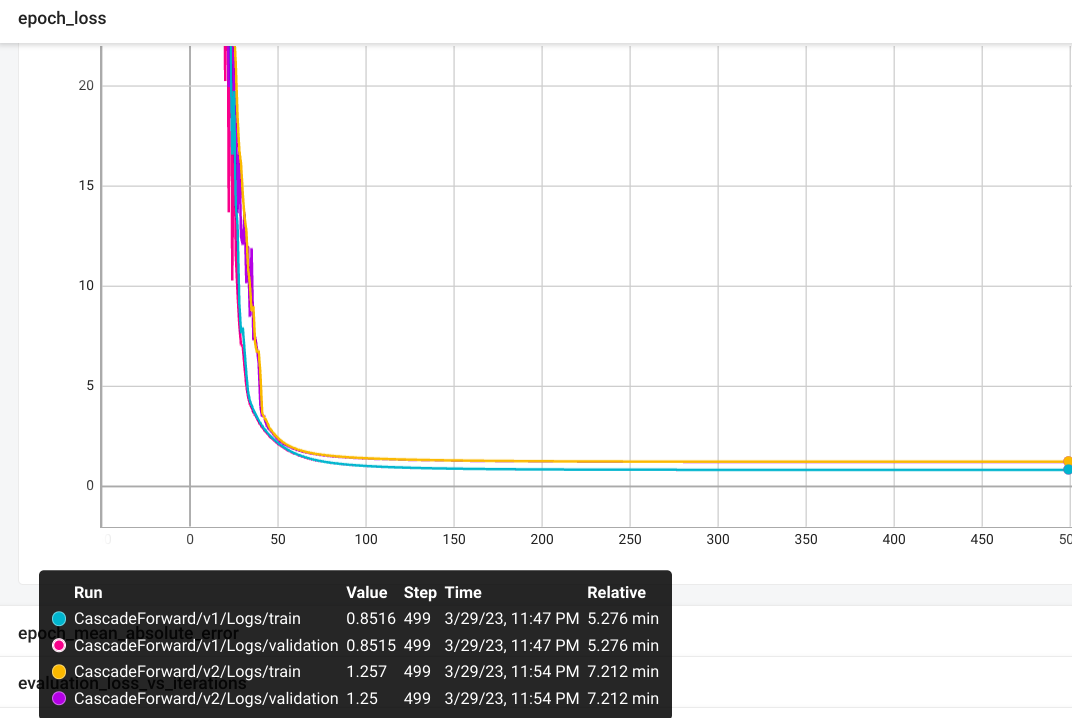 epoch_loss
20
15
10
5
0
0 50 100 150 200 250 300 350 400 450 50
Run Value Step Time Relative
CascadeForward/v1/Logs/train 0.8516 499 3/29/23, 11:47 PM 5.276 min
epoch_mean_absolute_error
CascadeForward/v1/Logs/validation 0.8515 499 3/29/23, 11:47 PM 5.276 min
CascadeForward/v2/Logs/train 1.257 499 3/29/23, 11:54 PM 7.212 min
evaluation_loss_vs_iterations
CascadeForward/v2/Logs/validation 1.25 499 3/29/23, 11:54 PM 7.212 min